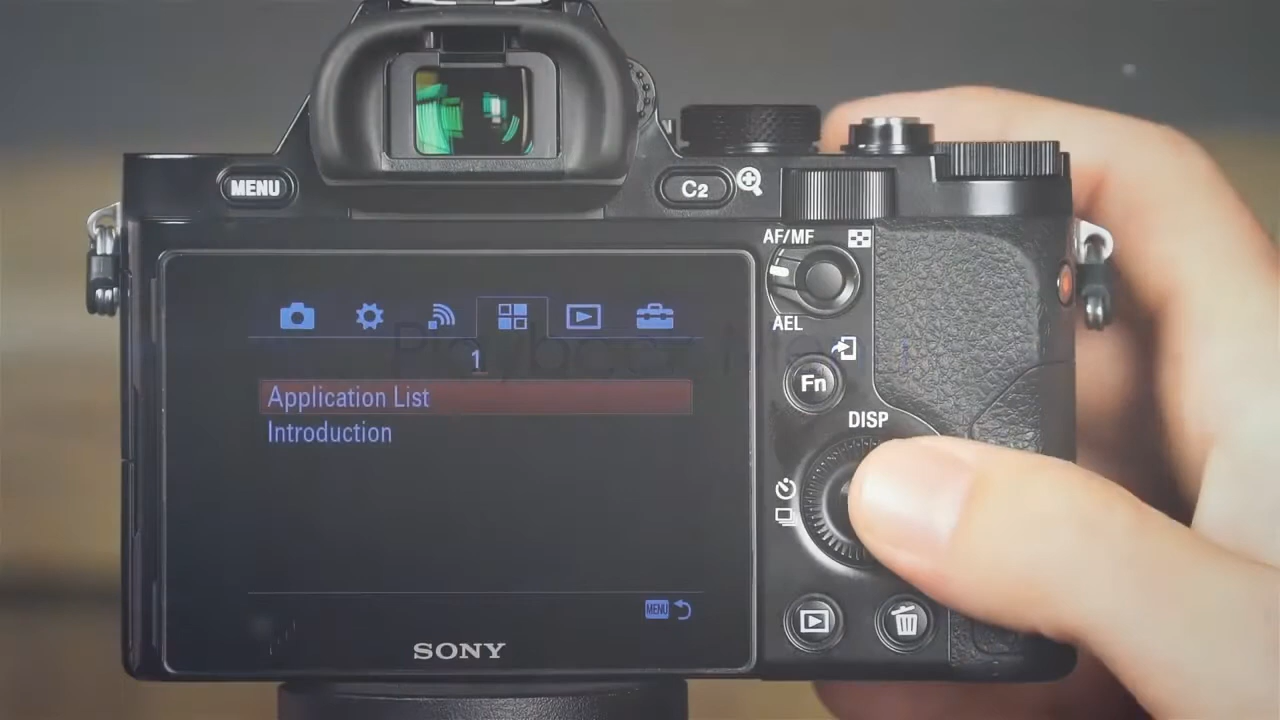 MENU
C2
AF/MF
AEL
1
Application List
Introduction
Fn
DISP
MENU
SONY